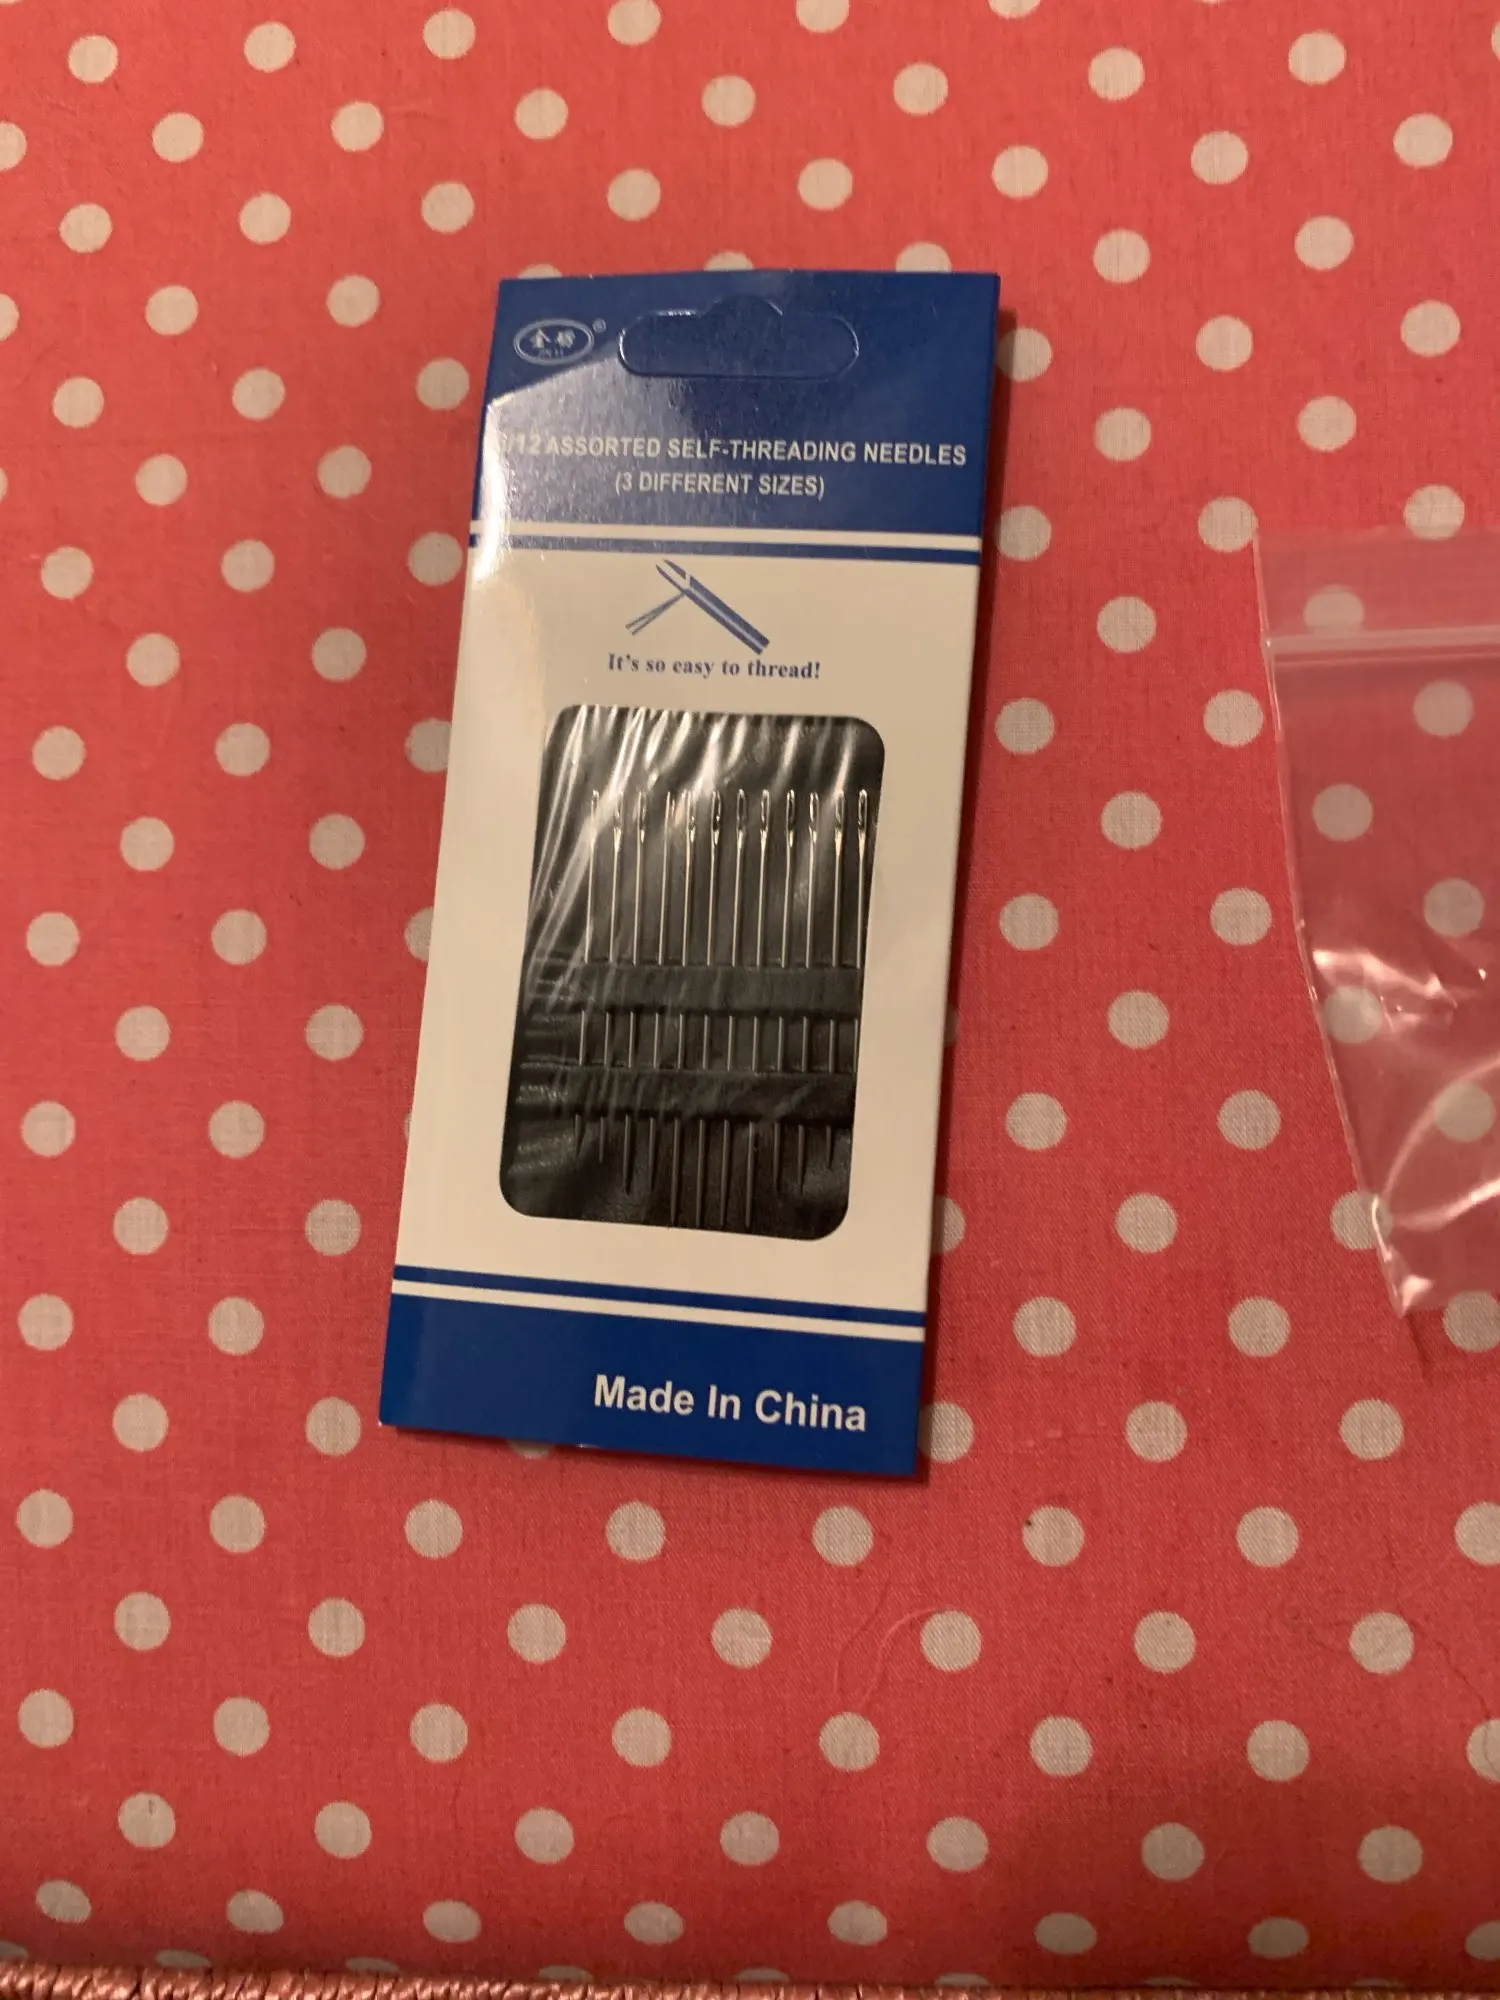 ®
12 ASSORTED SELF-THREADING NEEDLES
(3 DIFFERENT SIZES)
It's so easy to thread!
Made In China